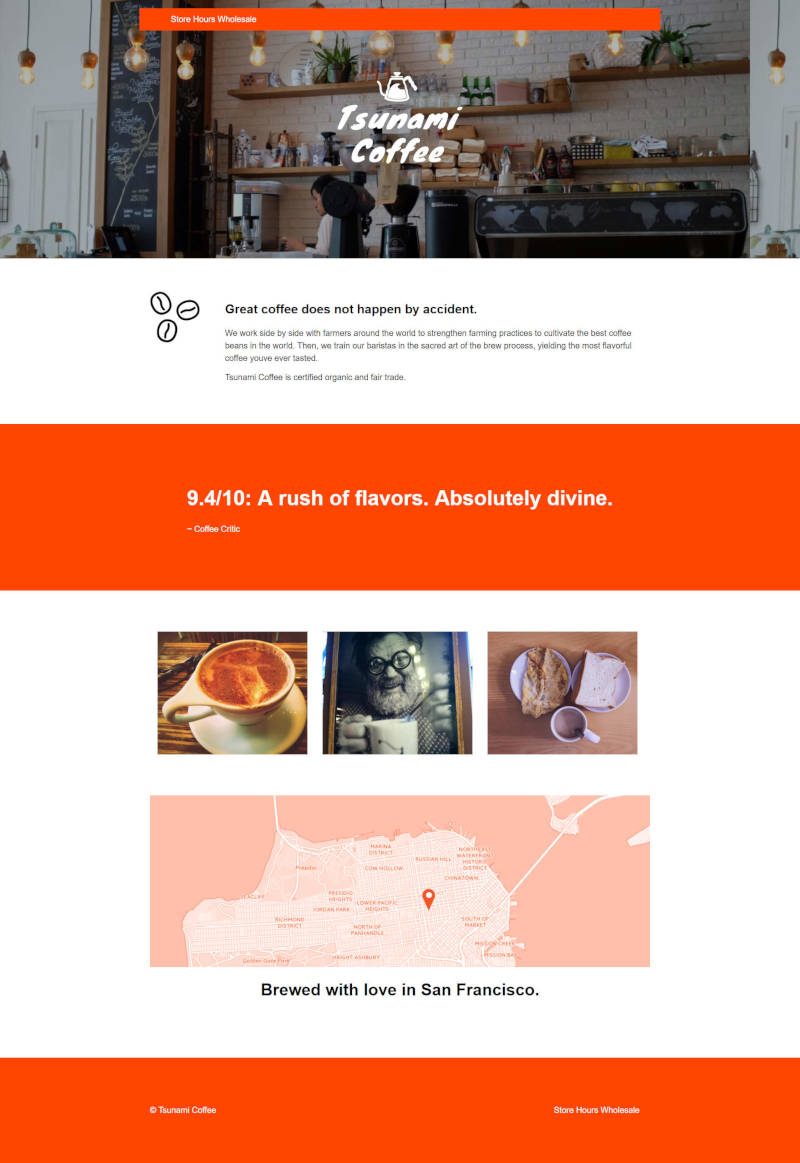 Store Hours Wholesale
Tsunami
Coffee
Great coffee does not happen by accident.
We work side by side with farmers around the world to strengthen farming practices to cultivate the best coffee
beans in the world. Then, we train our baristas in the sacred art of the brew process, yielding the most flavorful
coffee youve ever tasted.
Tsunami Coffee is certified organic and fair trade.
9.4/10: A rush of flavors. Absolutely divine.
~ Coffee Critic
MARINA
DISTRICT
RUSSIAN HILL
WATERFRONT
HISTORIC
DISTRICT
Presidio
COW HOLLOW
CHINATOWN
PRESIDIO
HEIGHTS
LOWER PACIFIC
HEIGHTS
JORDAN PARK
RICHMOND
DISTRICT
NORTH OF
PANHANDLE
SOUTH OF
MARKET
MISSION CREEK
MISSION BAY
HAIGHT ASHBURY
Golden Gate Park
Brewed with love in San Francisco.
© Tsunami Coffee
Store Hours Wholesale